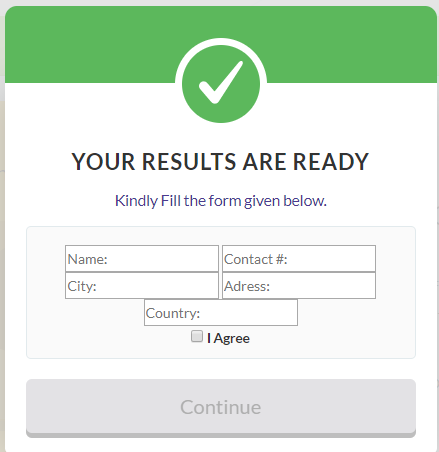 YOUR RESULTS ARE READY
Kindly Fill the form given below.
Name: Contact #:
City: Adress:
Country:
I Agree
Continue